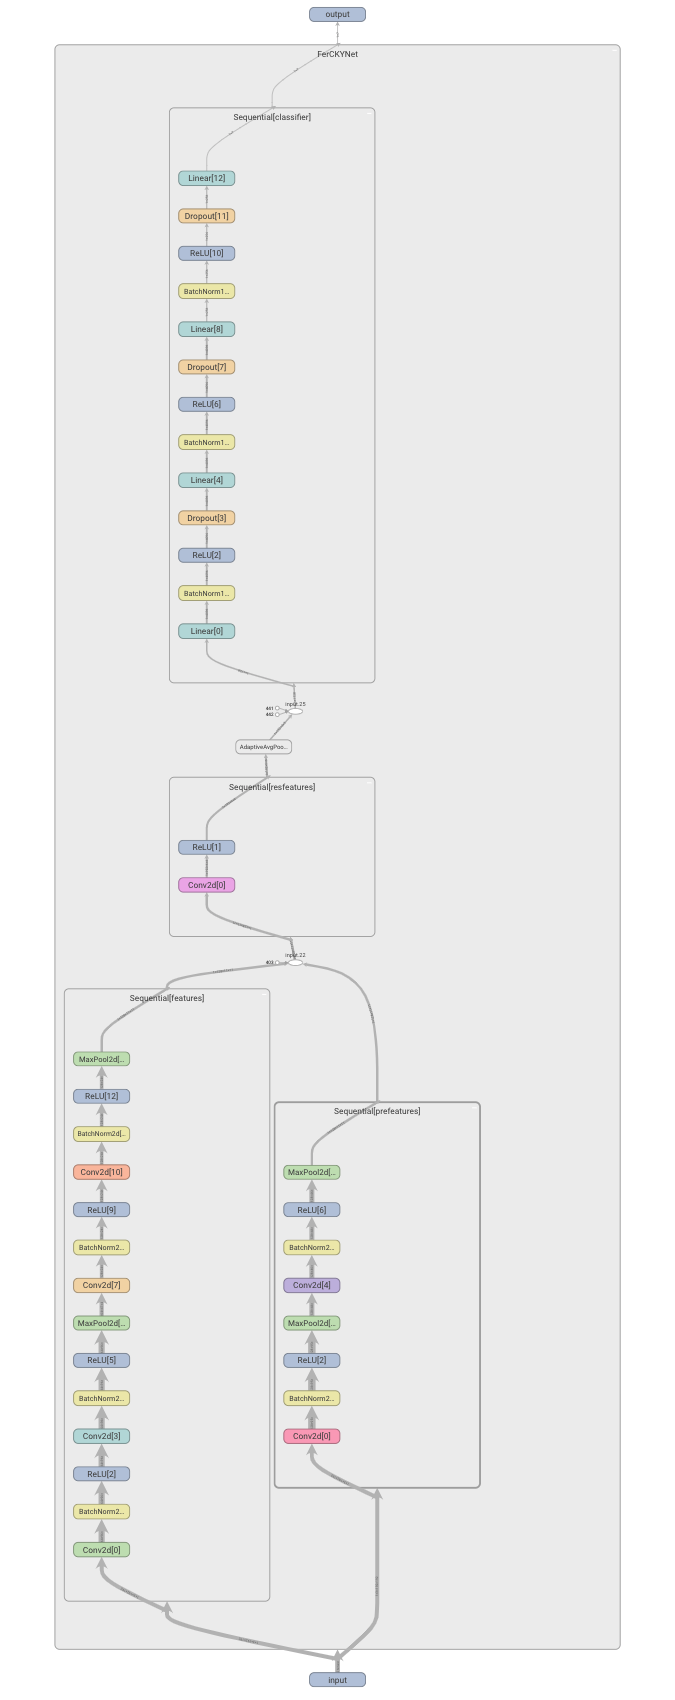 output
FerCKYNet
Sequential[classifier]
Linear[12]
Dropout[11]
ReLU[10]
BatchNorm1...
Linear[8]
Dropout[7]
ReLU[6]
BatchNorm1...
Linear[4]
Dropout[3]
ReLU[2]
BatchNorm1...
Linear[0]
input.25
441
442
AdaptiveAvgPoo...
Sequential[resfeatures]
ReLU[1]
Conv2d[0]
input.22
403
Sequential[features]
MaxPool2d[...
ReLU[12]
BatchNorm2d[...
Conv2d[10]
ReLU[9]
BatchNorm2...
Conv2d[7]
MaxPool2d[...
ReLU[5]
BatchNorm2...
Conv2d[3]
ReLU[2]
BatchNorm2...
Conv2d[0]
Sequential[prefeatures]
MaxPool2d[...
ReLU[6]
BatchNorm2...
Conv2d[4]
MaxPool2d[...
ReLU[2]
BatchNorm2...
Conv2d[0]
input